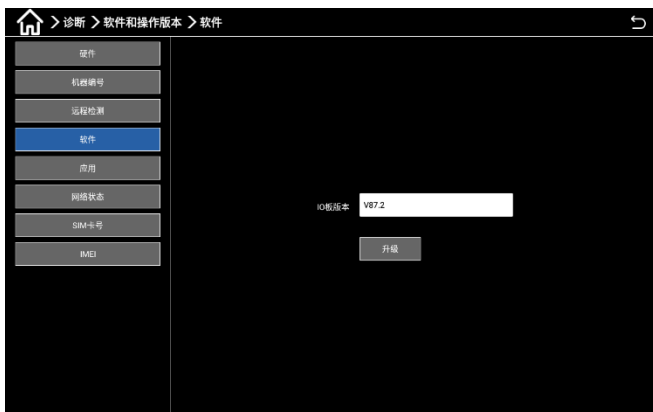 诊断 软件和操作版本 软件
硬件
机器编号
远程检测
软件
应用
网络状态
SIM卡号
IMEI
IO板版本 V87.2
升级